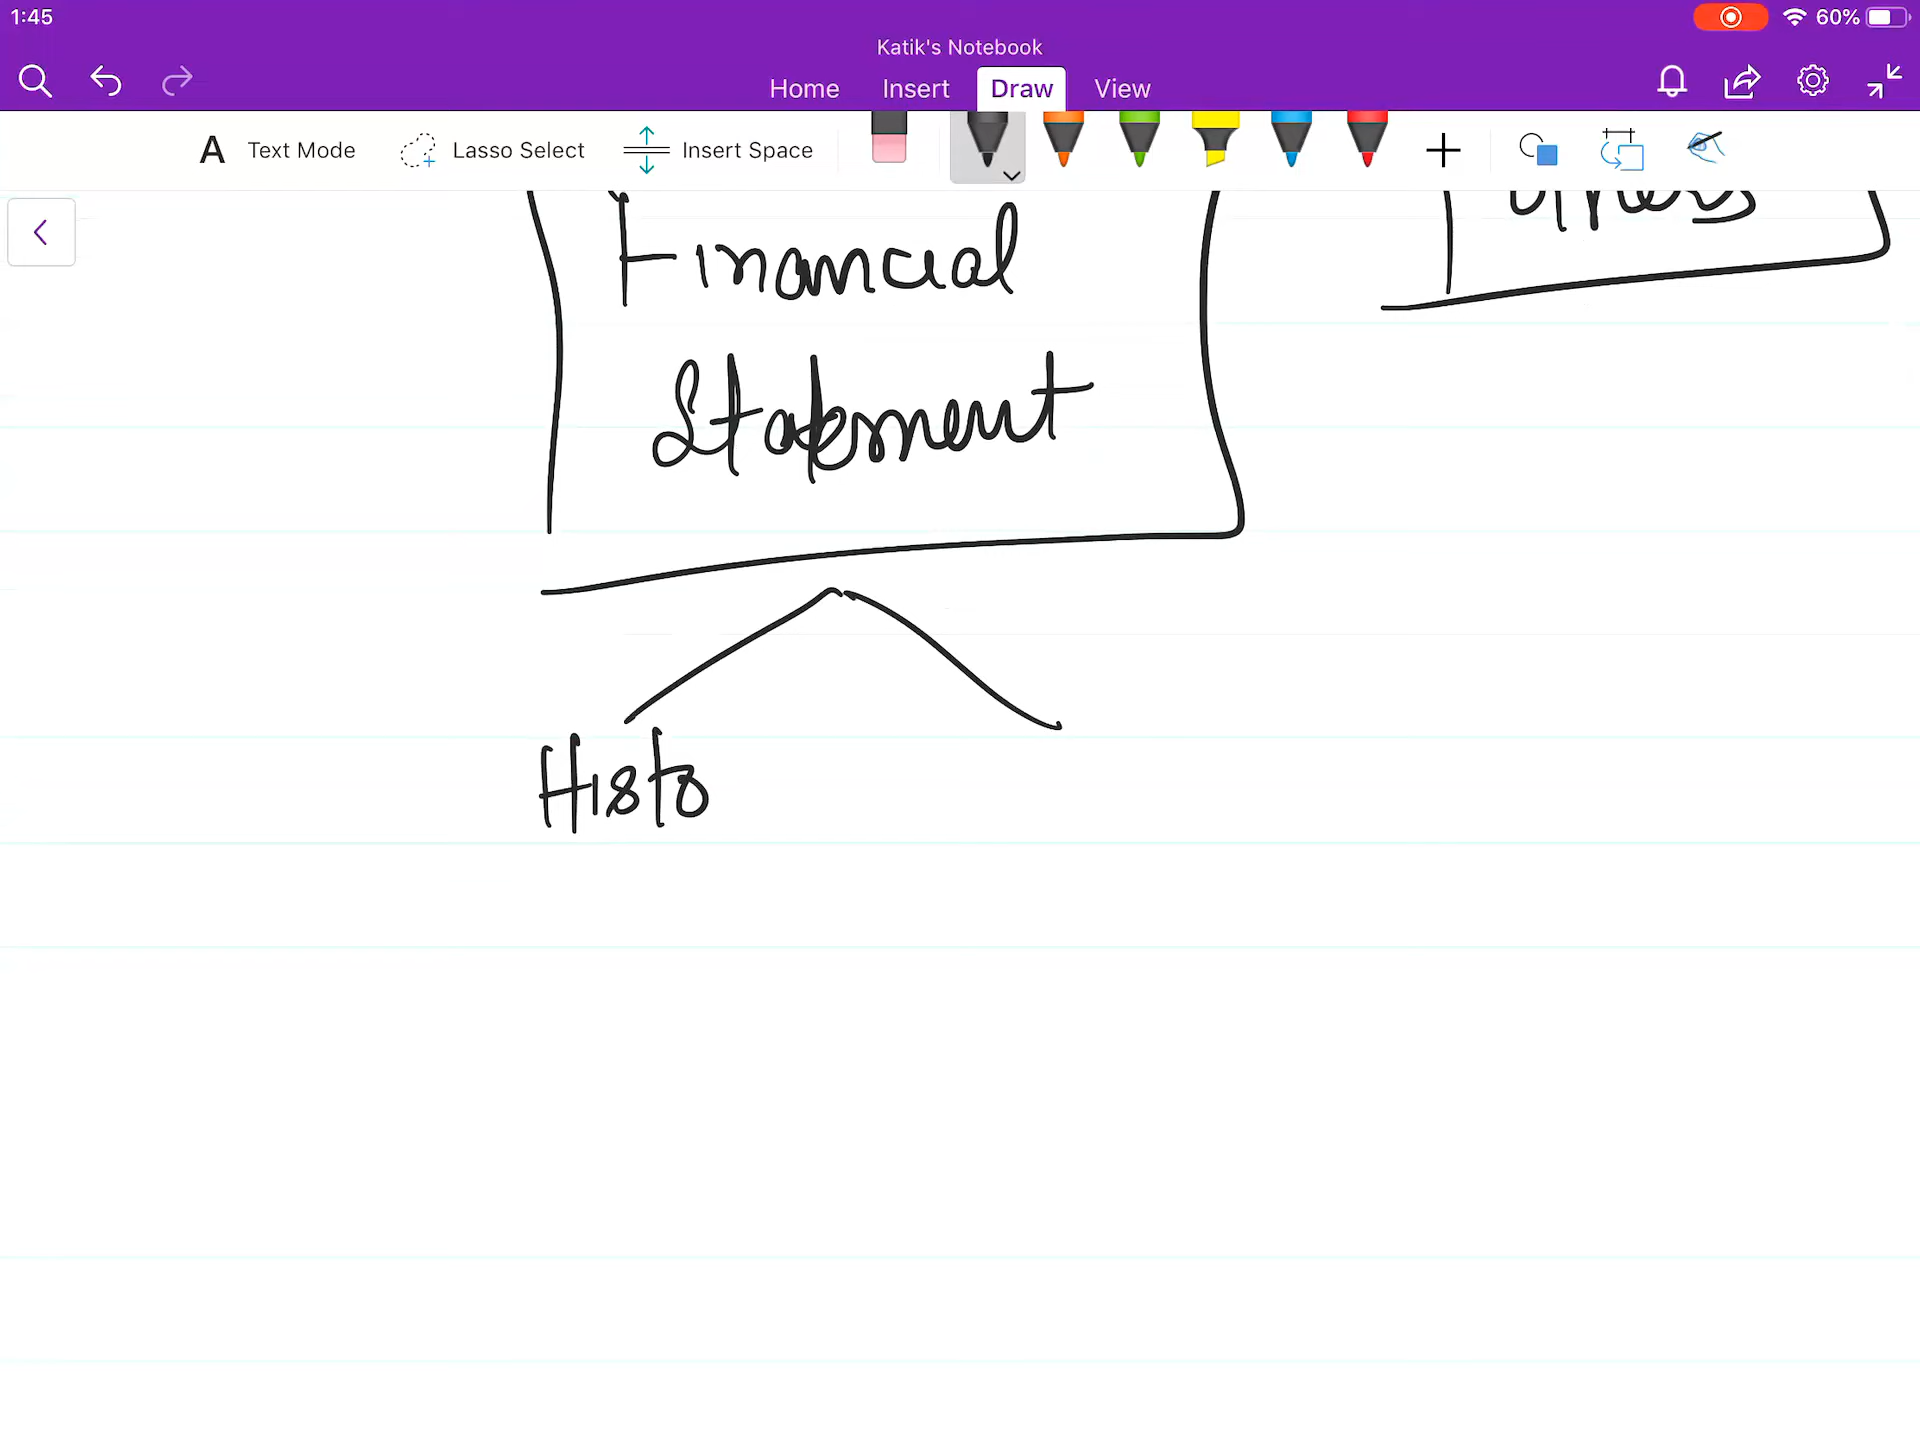 1:45
60%
Katik's Notebook
Home Insert Draw View
A Text Mode Lasso Select Insert Space
Financial
Statement
Histo